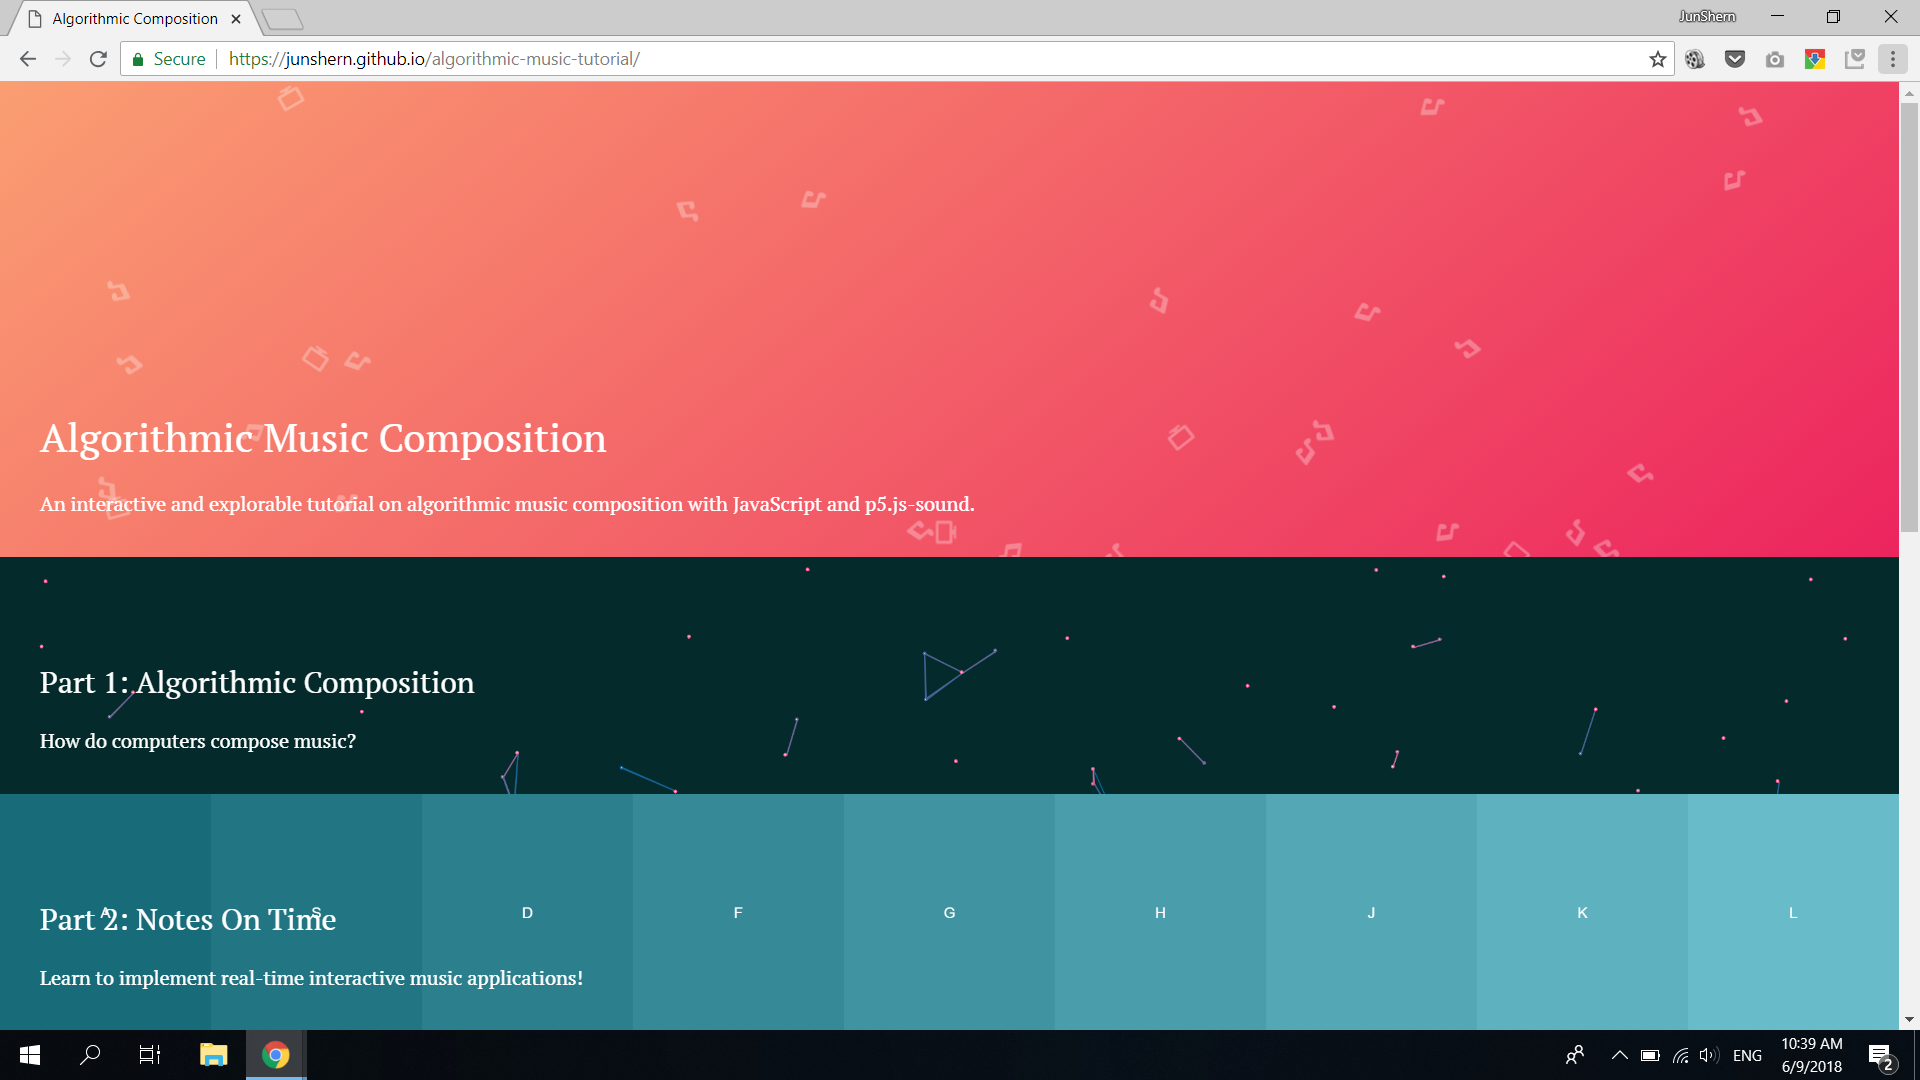 Algorithmic Composition
JunShern
Secure
https://junshern.github.io/algorithmic-music-tutorial/
Algorithmic Music Composition
An interactive and explorable tutorial on algorithmic music composition with JavaScript and p5.js-sound.
Part 1: Algorithmic Composition
How do computers compose music?
A S D F G H J K L
Part 2: Notes On Time
Learn to implement real-time interactive music applications!
ENG
10:39 AM
6/9/2018
2